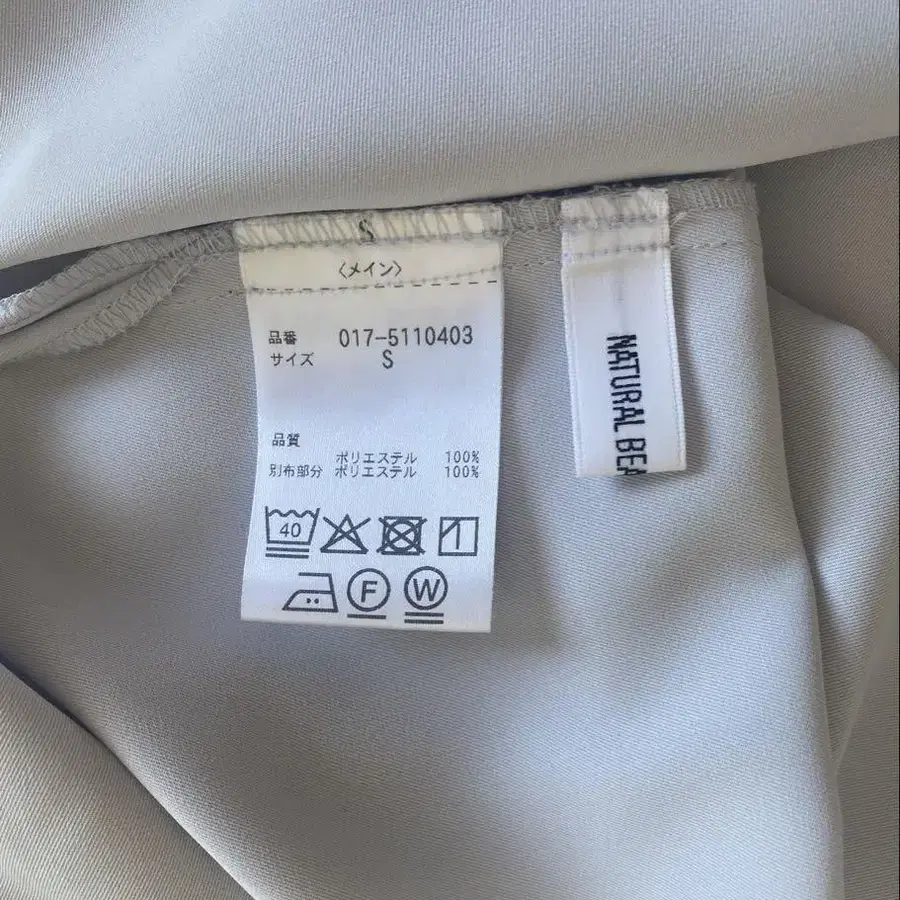 S
〈メイン〉
品番 017-5110403
サイズ S
品質
ポリエステル 100%
別布部分 ポリエステル 100%
40
F W
NATURAL BEA